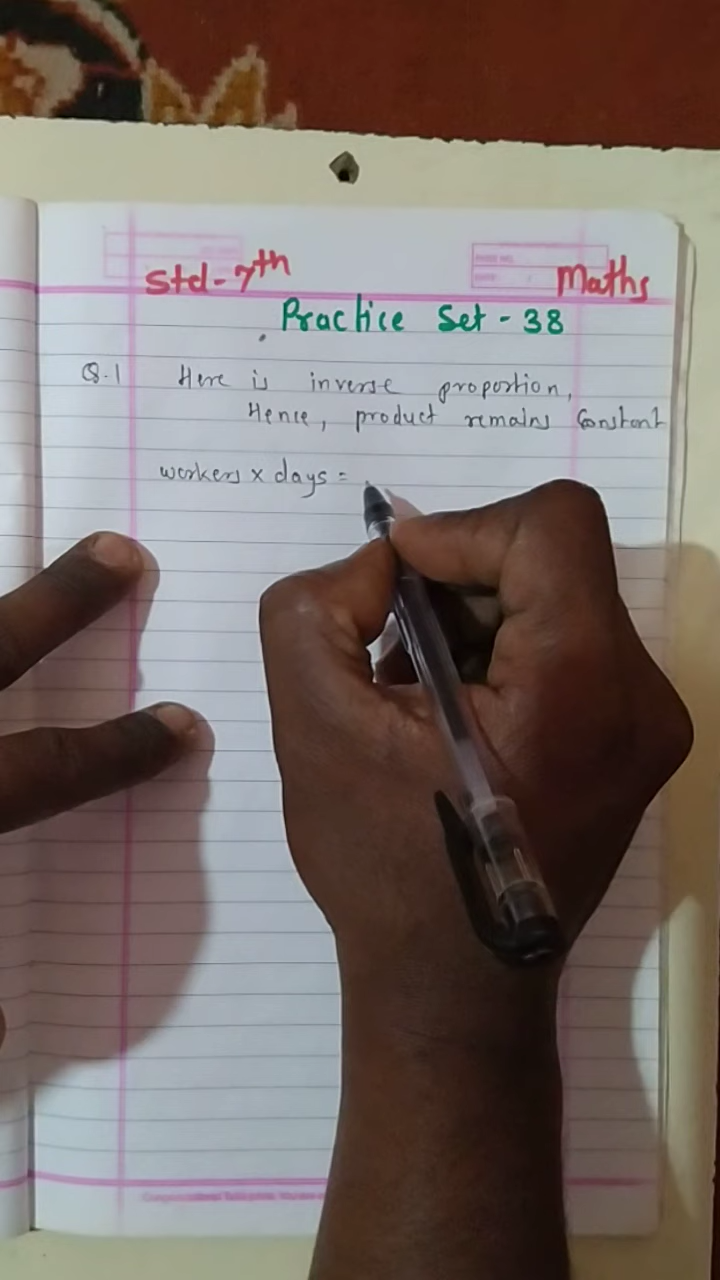 Std-7th
Maths
Practice Set - 38
Q.1 Here is inverse proportion,
Hence, product remains Constant
workers x days =